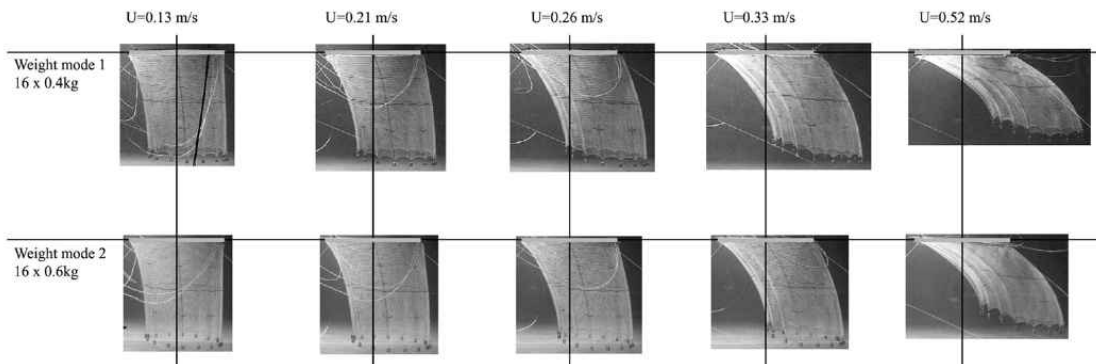 U=0.13 m/s U=0.21 m/s U=0.26 m/s U=0.33 m/s U=0.52 m/s
Weight mode 1
16 x 0.4kg
Weight mode 2
16 x 0.6kg